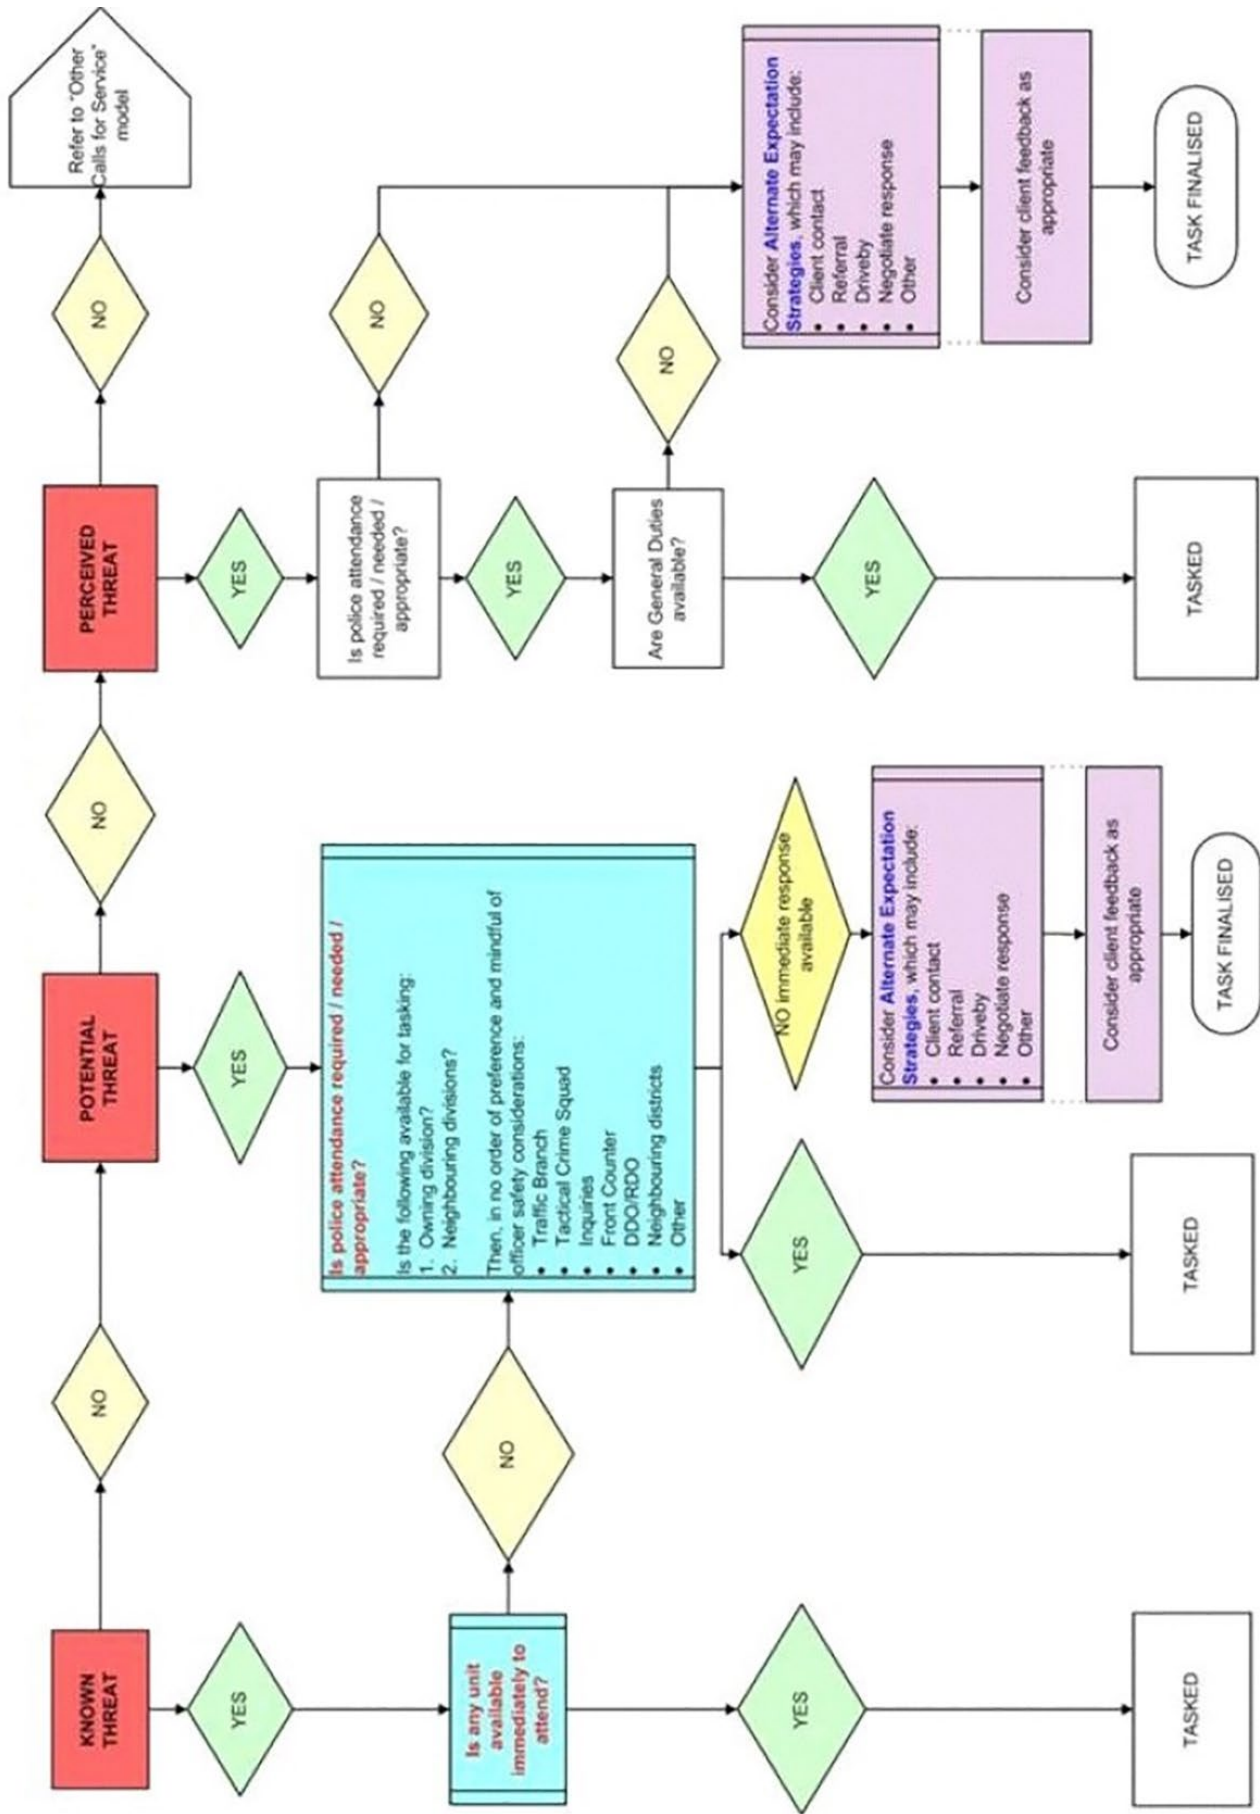 KNOWN
THREAT
NO
POTENTIAL
THREAT
NO
PERCEIVED
THREAT
NO
Refer to "Other
Calls for Service"
model
YES
YES
YES
Is any unit
available
immediately to
attend?
NO
Is police attendance required / needed /
appropriate?
Is the following available for tasking:
1. Owning division?
2. Neighbouring divisions?
Then, in no order of preference and mindful of
officer safety considerations:
• Traffic Branch
• Tactical Crime Squad
• Inquiries
• Front Counter
• DDO/RDO
• Neighbouring districts
• Other
Is police attendance
required / needed /
appropriate?
NO
YES
Are General Duties
available?
NO
YES
YES
NO immediate response
available
YES
Consider Alternate Expectation
Strategies, which may include:
• Client contact
• Referral
• Driveby
• Negotiate response
• Other
Consider client feedback as
appropriate
Consider Alternate Expectation
Strategies, which may include:
• Client contact
• Referral
• Driveby
• Negotiate response
• Other
Consider client feedback as
appropriate
TASKED
TASKED
TASK FINALISED
TASKED
TASK FINALISED